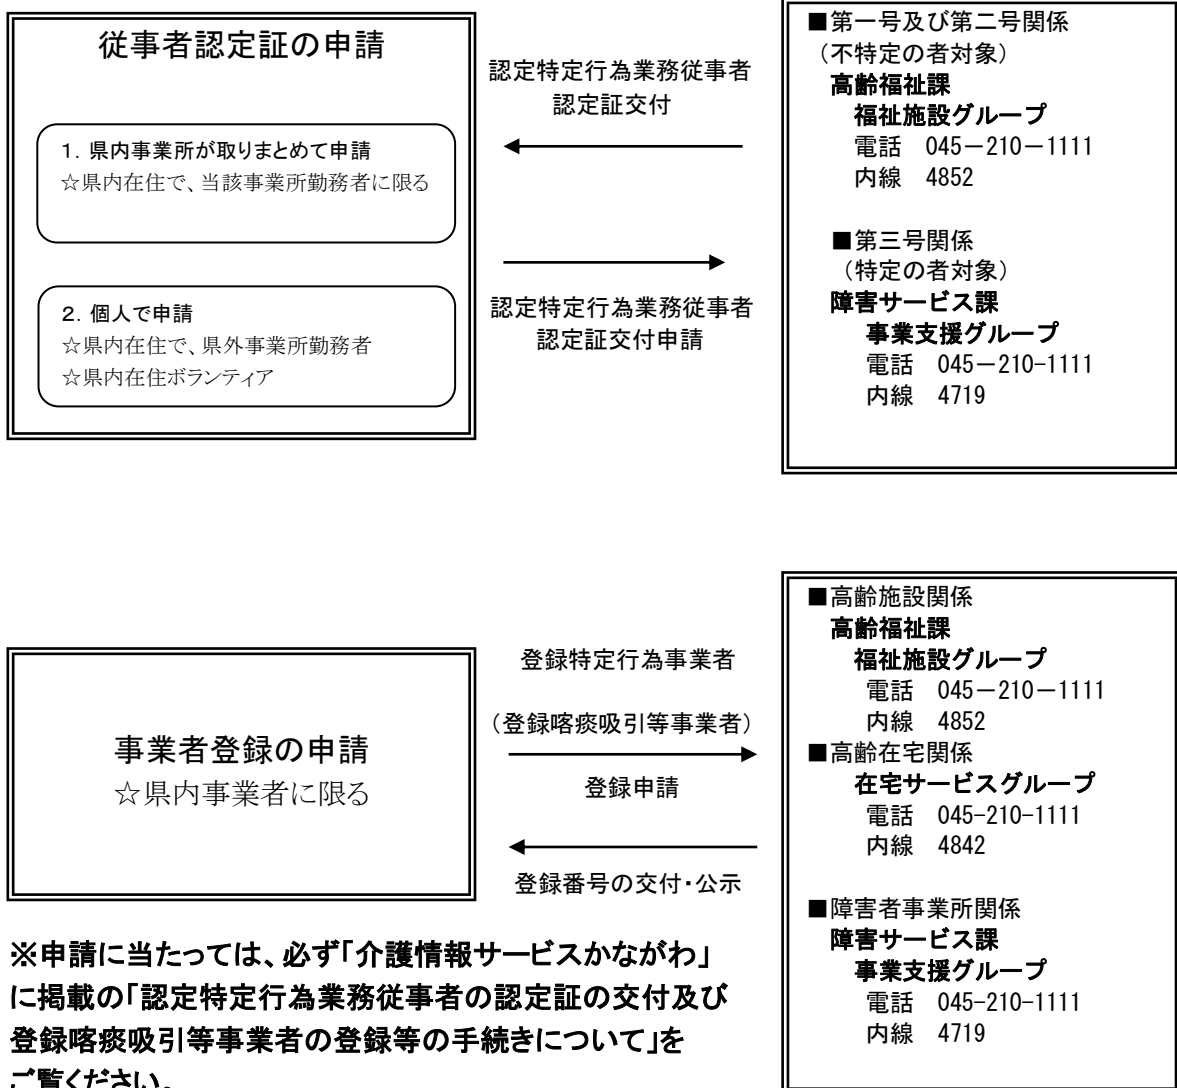 従事者認定証の申請
1．県内事業所が取りまとめて申請
☆県内在住で、当該事業所勤務者に限る
2．個人で申請
☆県内在住で、県外事業所勤務者
☆県内在住ボランティア
認定特定行為業務従事者
認定証交付
認定特定行為業務従事者
認定証交付申請
■第一号及び第二号関係
（不特定の者対象）
高齢福祉課
福祉施設グループ
電話　045－210－1111
内線　4852
■第三号関係
（特定の者対象）
障害サービス課
事業支援グループ
電話　045－210-1111
内線　4719
事業者登録の申請
☆県内事業者に限る
登録特定行為事業者
（登録喀痰吸引等事業者）
登録申請
登録番号の交付・公示
■高齢施設関係
高齢福祉課
福祉施設グループ
電話　045－210－1111
内線　4852
■高齢在宅関係
在宅サービスグループ
電話　045-210-1111
内線　4842
■障害者事業所関係
障害サービス課
事業支援グループ
電話　045-210-1111
内線　4719
※申請に当たっては、必ず「介護情報サービスかながわ」
に掲載の「認定特定行為業務従事者の認定証の交付及び
登録喀痰吸引等事業者の登録等の手続きについて」を
ご覧ください。